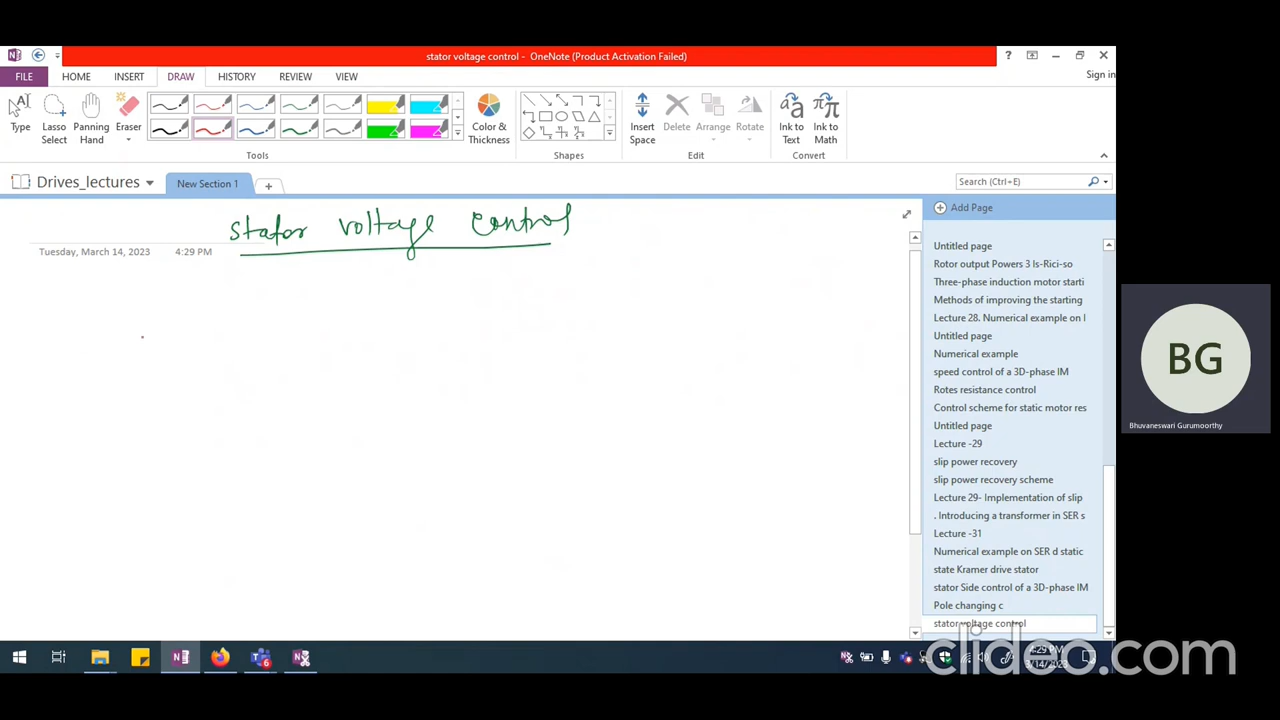 stator voltage control - OneNote (Product Activation Failed)
FILE HOME INSERT DRAW HISTORY REVIEW VIEW
Sign in
Type
Lasso Select
Panning Hand
Eraser
Color & Thickness
Insert Space
Delete
Arrange
Rotate
Ink to Text
Ink to Math
Tools
Shapes
Edit
Convert
Drives_lectures
New Section 1
Search (Ctrl+E)
stator voltage control
Tuesday, March 14, 2023 4:29 PM
Add Page
Untitled page
Rotor output Powers 3 Is-Rici-so
Three-phase induction motor starti
Methods of improving the starting
Lecture 28. Numerical example on I
Untitled page
Numerical example
speed control of a 3D-phase IM
Rotes resistance control
Control scheme for static motor res
Untitled page
Lecture -29
slip power recovery
slip power recovery scheme
Lecture 29- Implementation of slip
. Introducing a transformer in SER s
Lecture -31
Numerical example on SER d static
state Kramer drive stator
stator Side control of a 3D-phase IM
Pole changing c
stator voltage control
BG
Bhuvaneswari Gurumoorthy
4:29 PM
3/14/2023
clideo.com